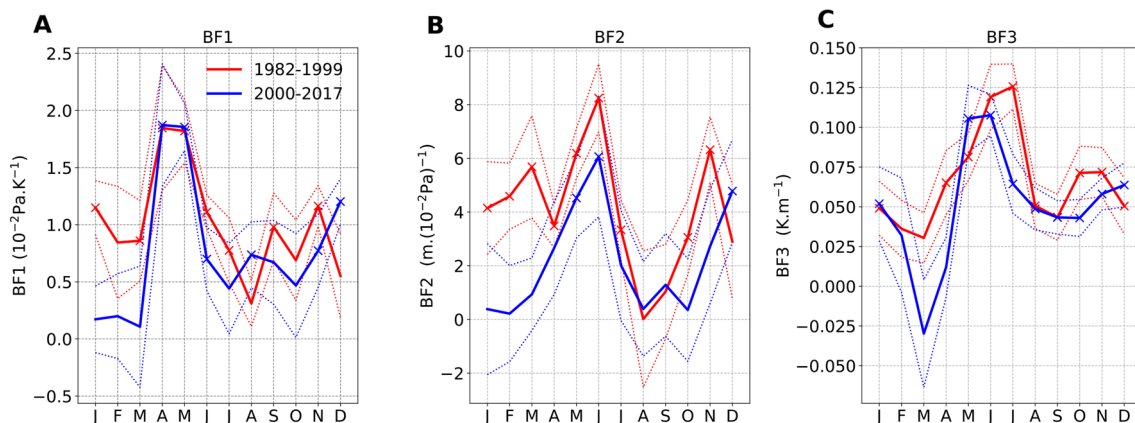 A
BF1
BF1 (10⁻²Pa.K⁻¹)
2.5
2.0
1.5
1.0
0.5
0.0
−0.5
1982-1999
2000-2017
J F M A M J J A S O N D
B
BF2
BF2 (m.(10⁻²Pa)⁻¹)
10
8
6
4
2
0
−2
J F M A M J J A S O N D
C
BF3
BF3 (K.m⁻¹)
0.150
0.125
0.100
0.075
0.050
0.025
0.000
−0.025
−0.050
J F M A M J J A S O N D